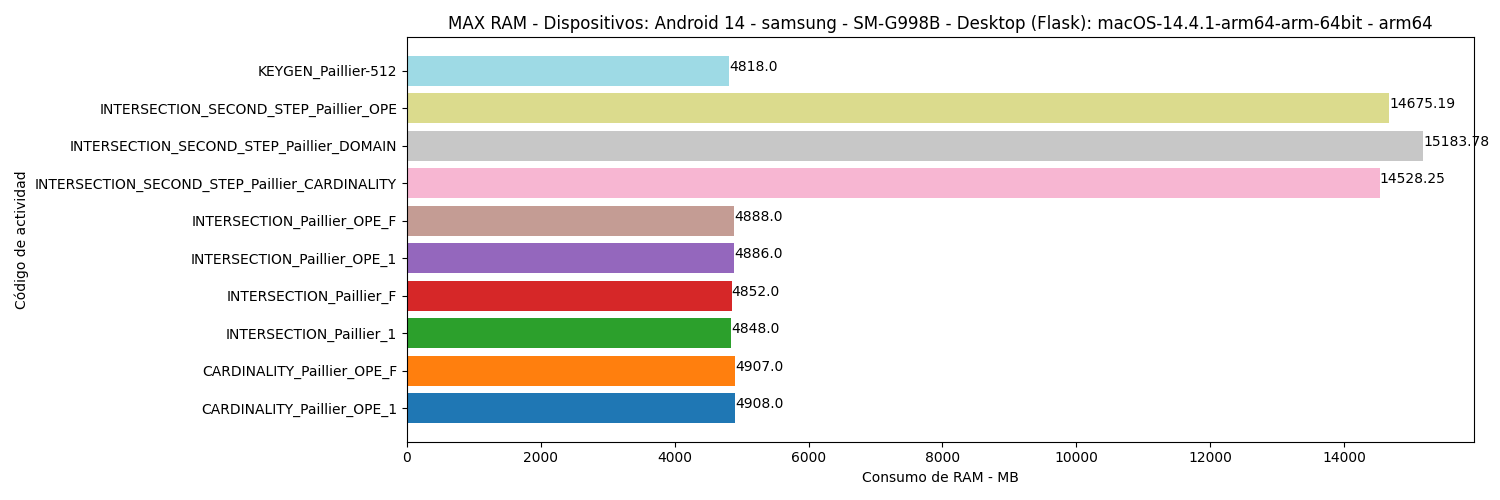 MAX RAM - Dispositivos: Android 14 - samsung - SM-G998B - Desktop (Flask): macOS-14.4.1-arm64-arm-64bit - arm64
Código de actividad
KEYGEN_Paillier-512 4818.0
INTERSECTION_SECOND_STEP_Paillier_OPE 14675.19
INTERSECTION_SECOND_STEP_Paillier_DOMAIN 15183.78
INTERSECTION_SECOND_STEP_Paillier_CARDINALITY 14528.25
INTERSECTION_Paillier_OPE_F 4888.0
INTERSECTION_Paillier_OPE_1 4886.0
INTERSECTION_Paillier_F 4852.0
INTERSECTION_Paillier_1 4848.0
CARDINALITY_Paillier_OPE_F 4907.0
CARDINALITY_Paillier_OPE_1 4908.0
0 2000 4000 6000 8000 10000 12000 14000
Consumo de RAM - MB